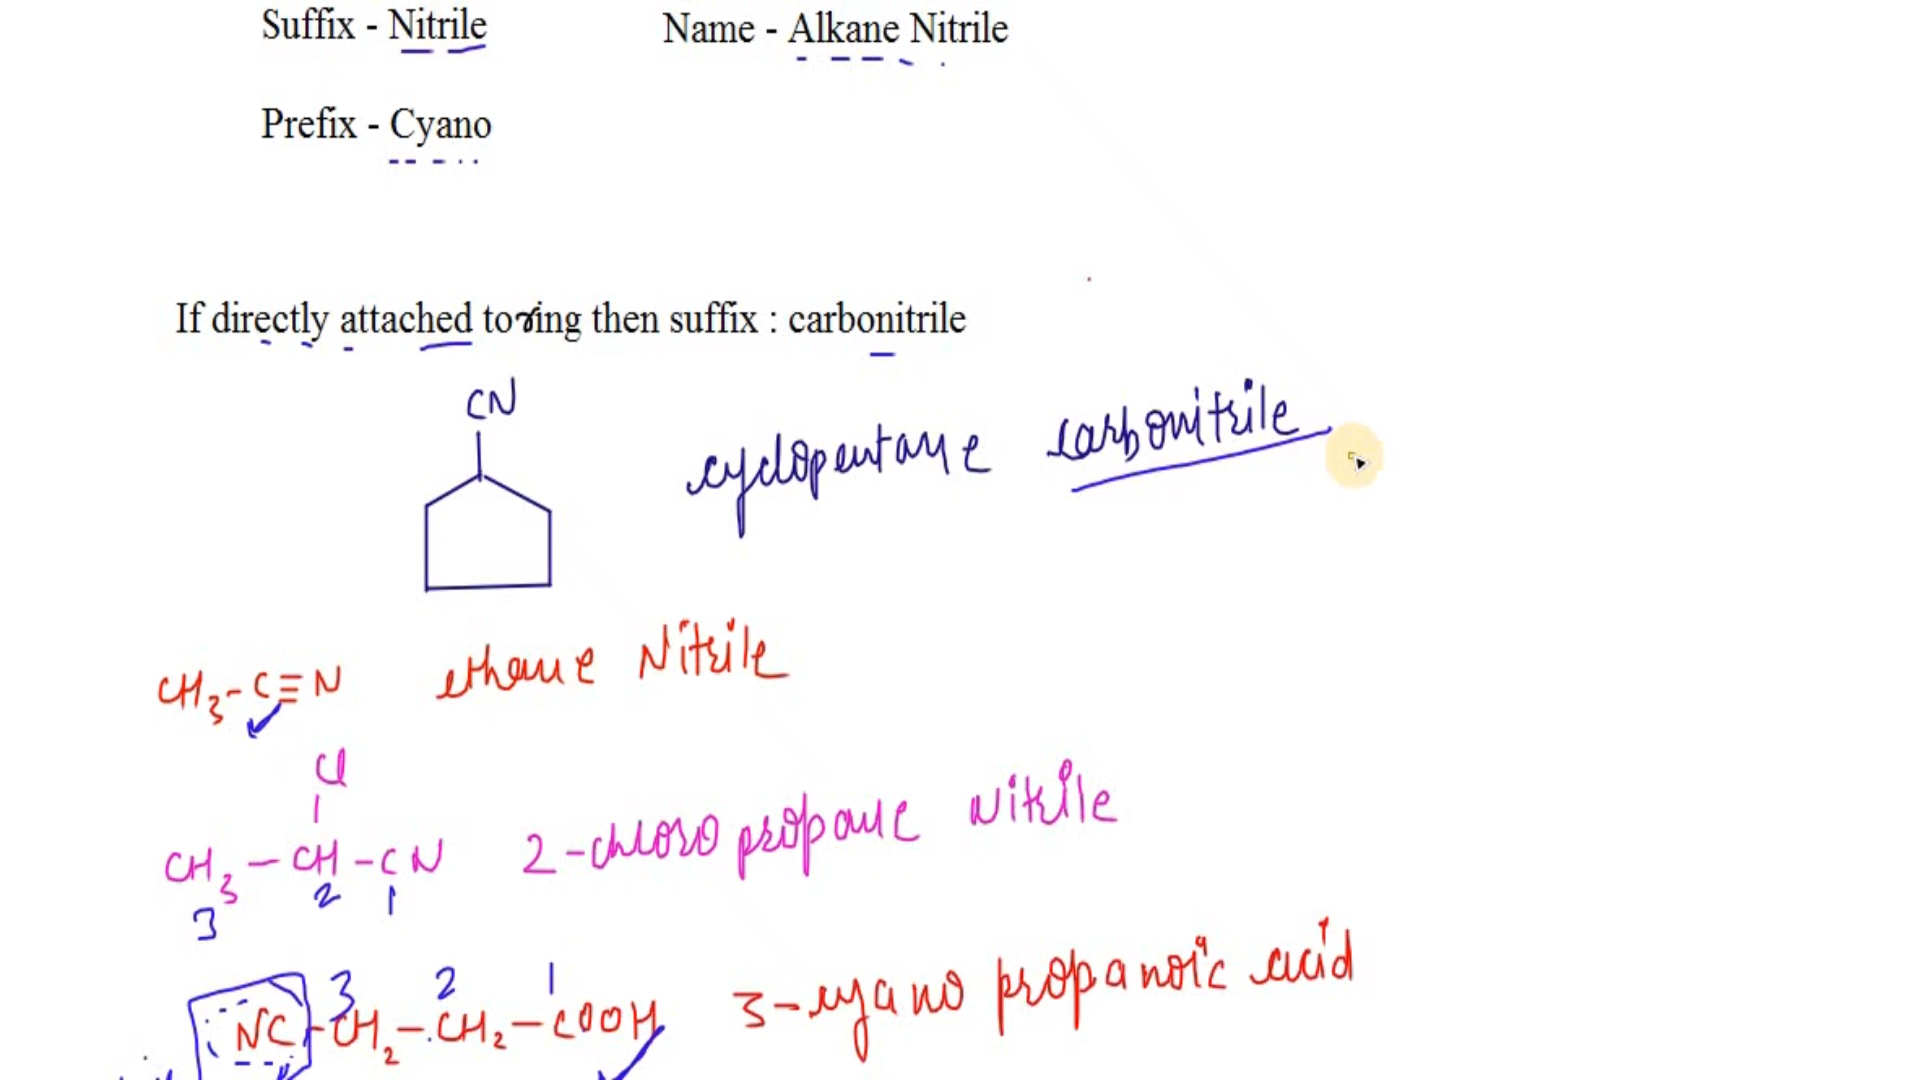 Suffix - Nitrile Name - Alkane Nitrile
Prefix - Cyano
If directly attached to ring then suffix : carbonitrile
CN
cyclopentane carbonitrile
CH3-C≡N ethane Nitrile
Cl
CH3-CH-CN 2-chloro propane Nitrile
3 2 1
3 2 1
NC-CH2-CH2-COOH 3-cyano propanoic acid